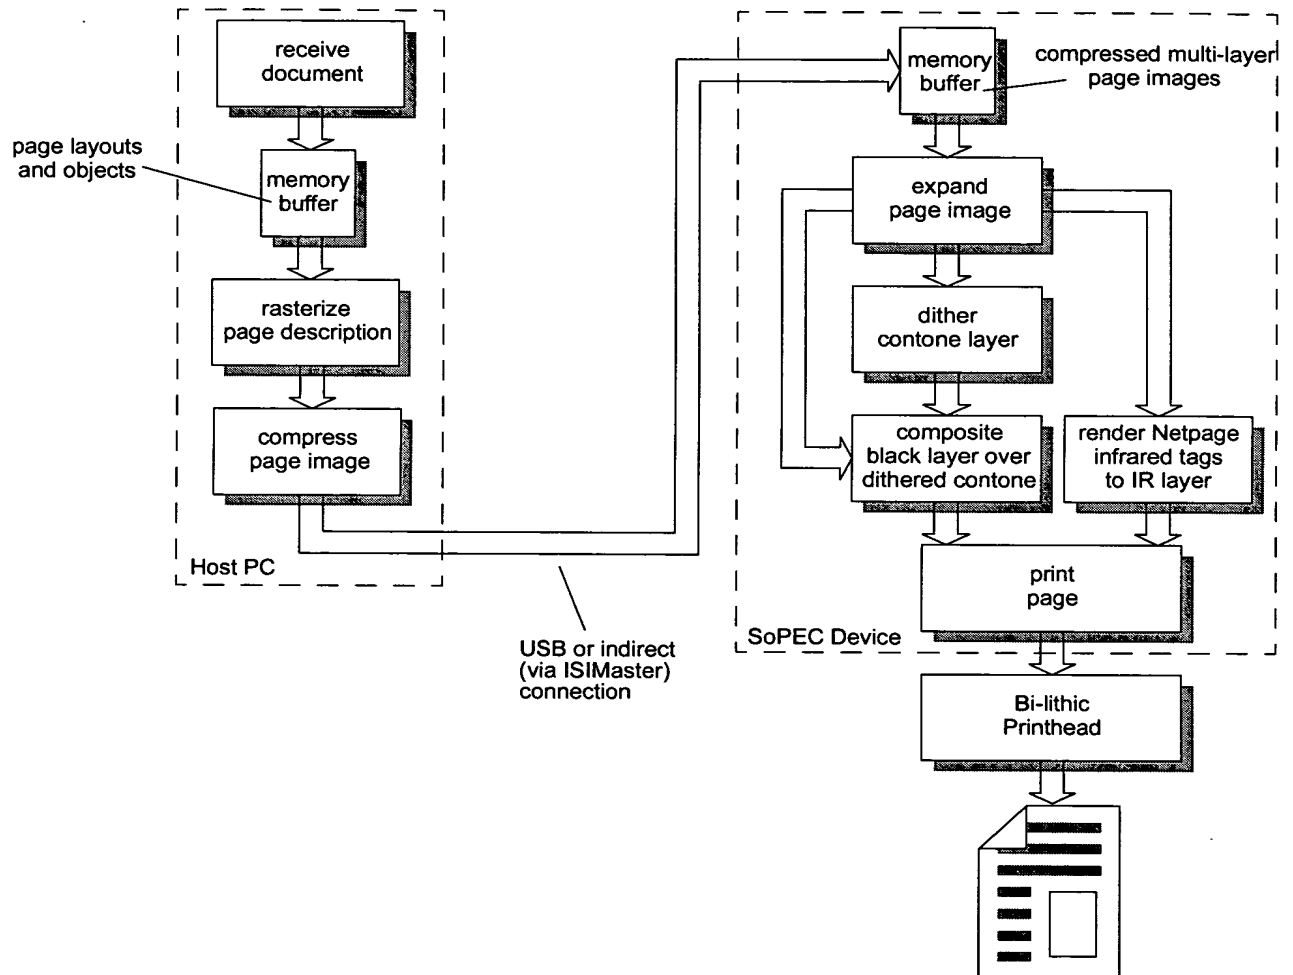 receive
document
page layouts
and objects
memory
buffer
rasterize
page description
compress
page image
Host PC
USB or indirect
(via ISIMaster)
connection
memory
buffer
compressed multi-layer
page images
expand
page image
dither
contone layer
composite
black layer over
dithered contone
render Netpage
infrared tags
to IR layer
print
page
SoPEC Device
Bi-lithic
Printhead